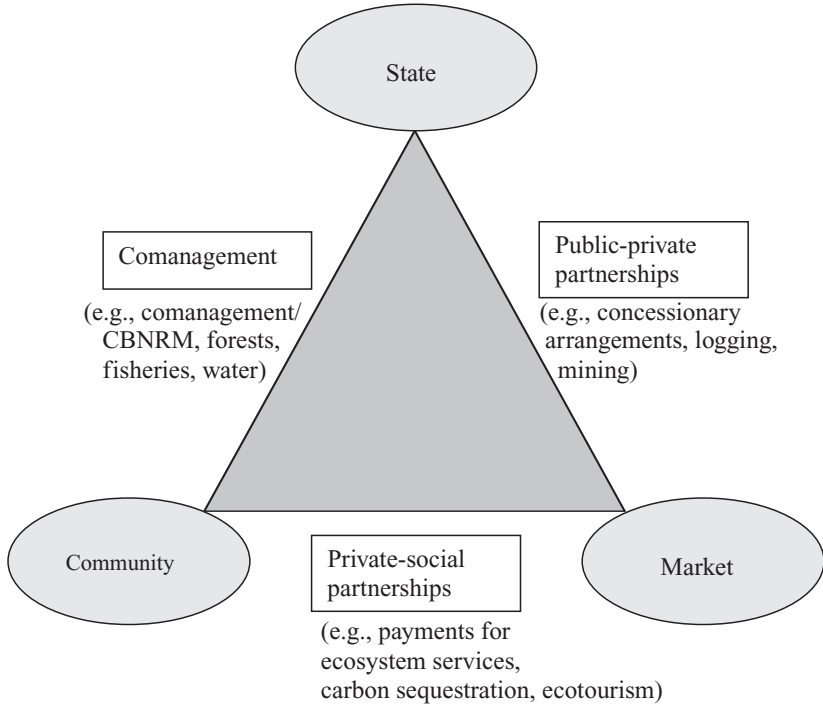 State
Comanagement
(e.g., comanagement/
CBNRM, forests,
fisheries, water)
Public-private
partnerships
(e.g., concessionary
arrangements, logging,
mining)
Community
Private-social
partnerships
(e.g., payments for
ecosystem services,
carbon sequestration, ecotourism)
Market